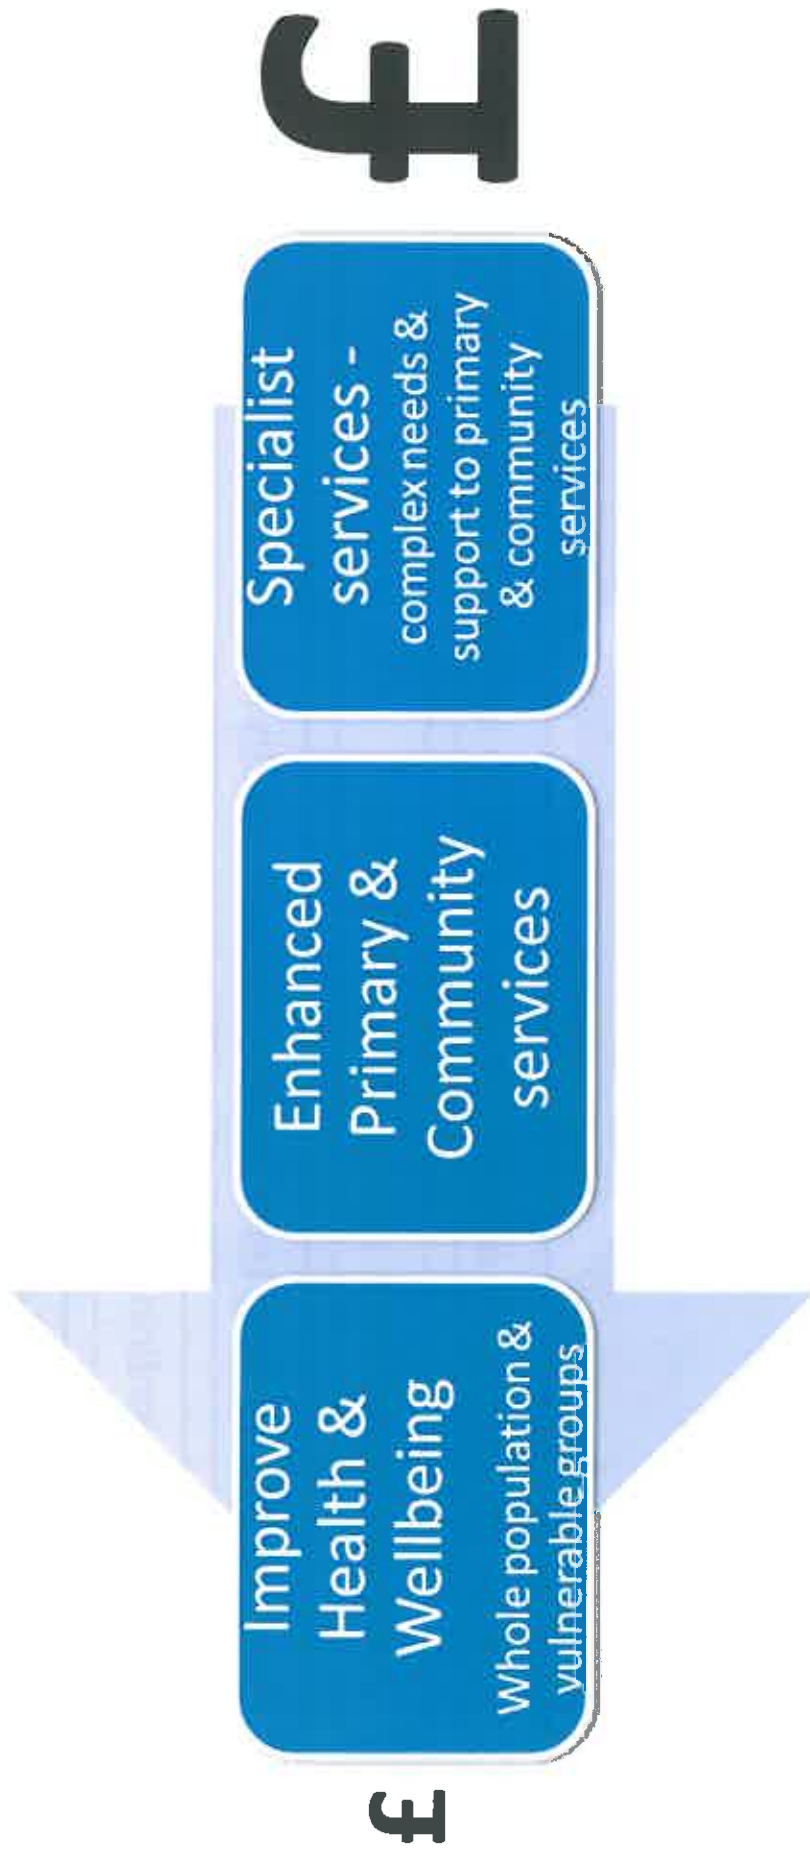 £
Improve
Health &
Wellbeing
Whole population &
vulnerable groups
Enhanced
Primary &
Community
services
Specialist
services -
complex needs &
support to primary
& community
services
£